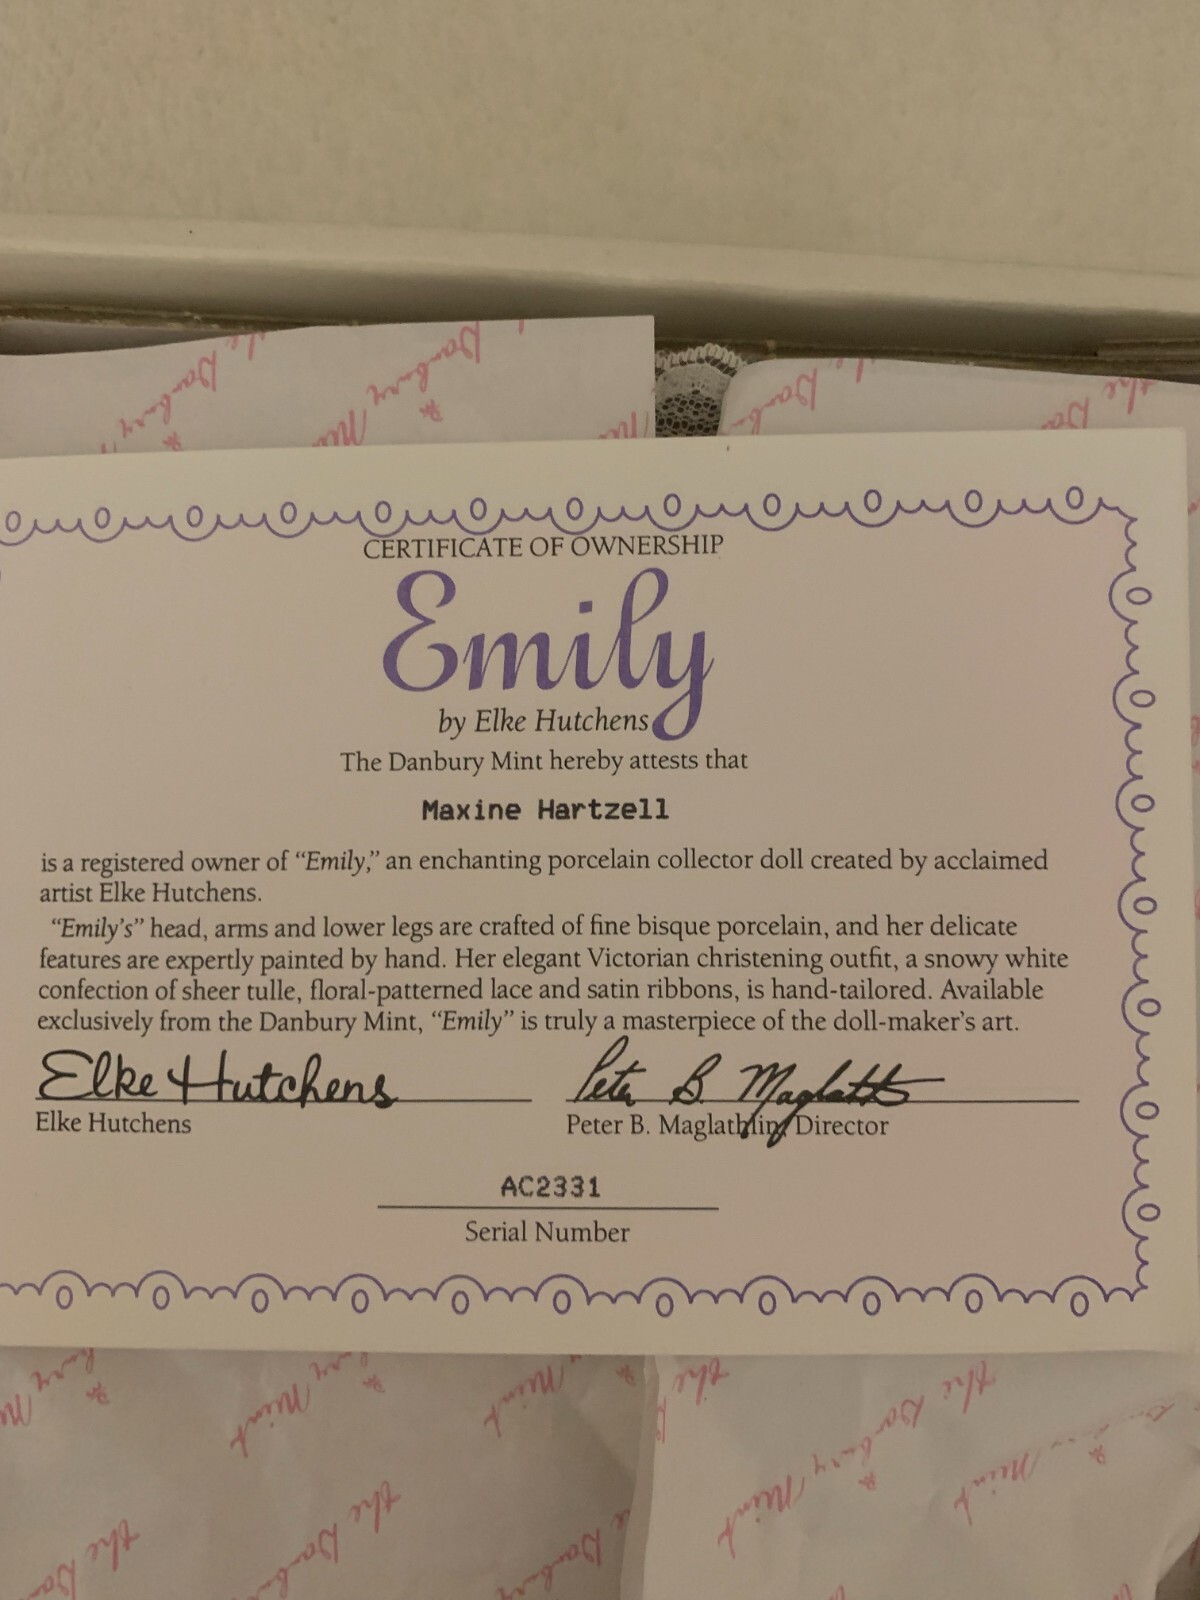 CERTIFICATE OF OWNERSHIP
Emily
by Elke Hutchens
The Danbury Mint hereby attests that
Maxine Hartzell
is a registered owner of “Emily,” an enchanting porcelain collector doll created by acclaimed
artist Elke Hutchens.
“Emily’s” head, arms and lower legs are crafted of fine bisque porcelain, and her delicate
features are expertly painted by hand. Her elegant Victorian christening outfit, a snowy white
confection of sheer tulle, floral-patterned lace and satin ribbons, is hand-tailored. Available
exclusively from the Danbury Mint, “Emily” is truly a masterpiece of the doll-maker’s art.
Elke Hutchens Peter B. Maglathlin
Elke Hutchens Peter B. Maglathlin, Director
AC2331
Serial Number
the Danbury Mint